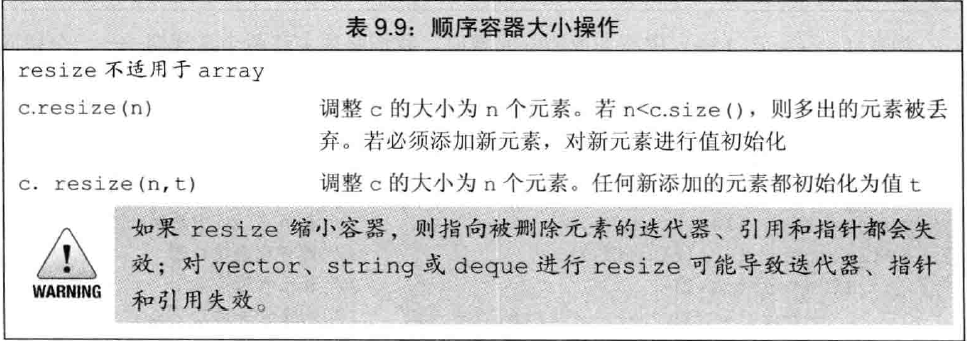 表 9.9：顺序容器大小操作
resize 不适用于 array
c.resize(n) 调整 c 的大小为 n 个元素。若 n<c.size()，则多出的元素被丢
弃。若必须添加新元素，对新元素进行值初始化
c. resize(n,t) 调整 c 的大小为 n 个元素。任何新添加的元素都初始化为值 t
如果 resize 缩小容器，则指向被删除元素的迭代器、引用和指针都会失
效；对 vector、string 或 deque 进行 resize 可能导致迭代器、指针
和引用失效。
WARNING